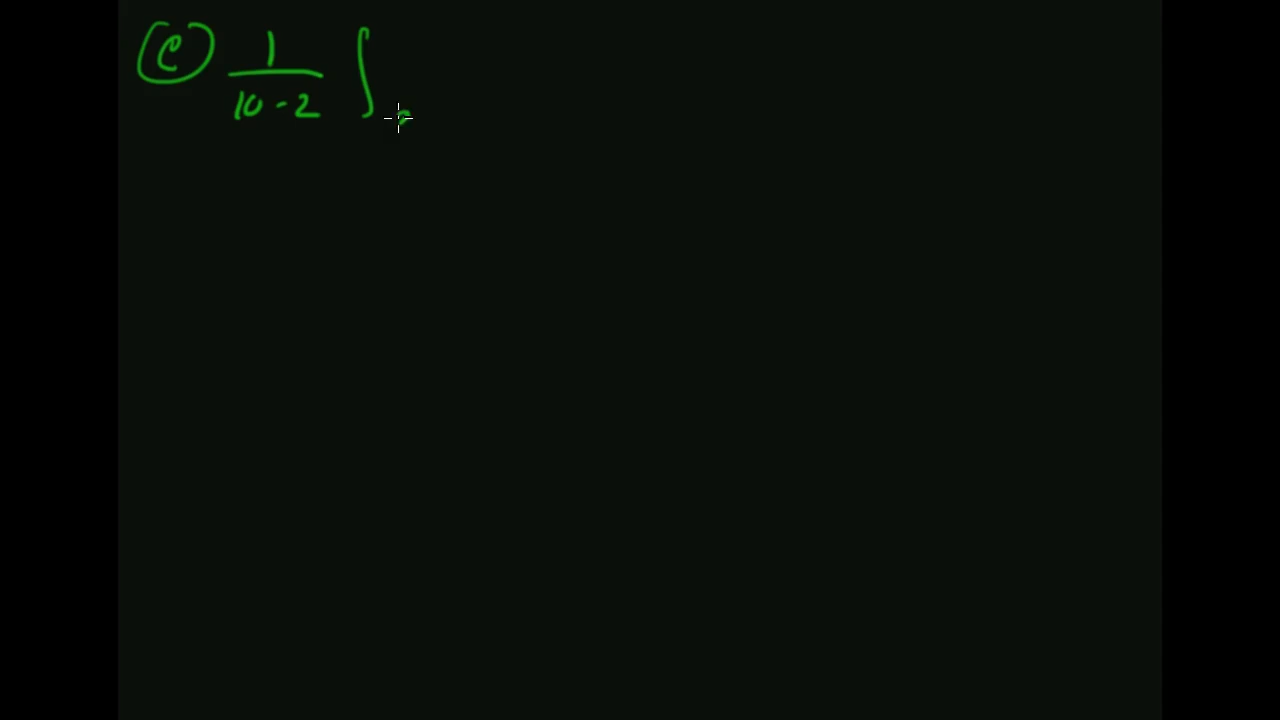 (c) 1/(10-2) ∫